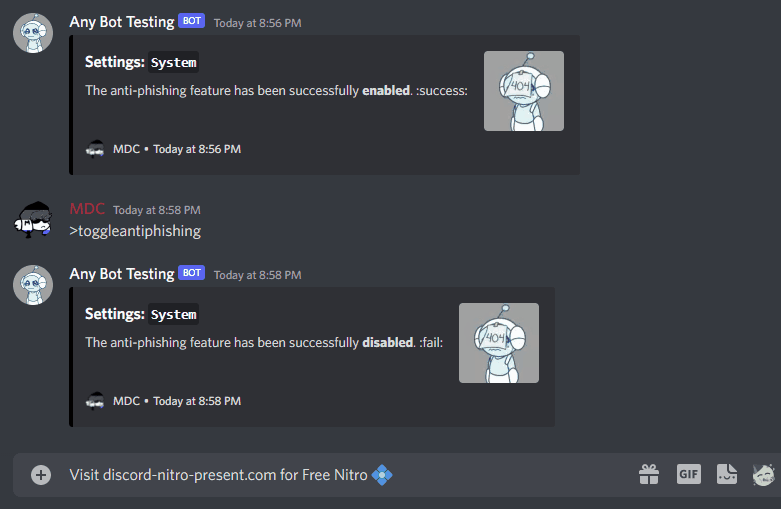 Any Bot Testing BOT Today at 8:56 PM
Settings: System
The anti-phishing feature has been successfully enabled. :success:
404
MDC • Today at 8:56 PM
MDC Today at 8:58 PM
>toggleantiphishing
Any Bot Testing BOT Today at 8:58 PM
Settings: System
The anti-phishing feature has been successfully disabled. :fail:
404
MDC • Today at 8:58 PM
Visit discord-nitro-present.com for Free Nitro 💠 GIF